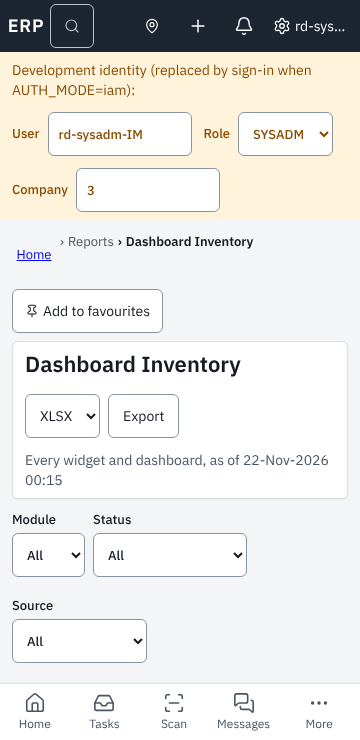 ERP
rd-sys...
Development identity (replaced by sign-in when
AUTH_MODE=iam):
User rd-sysadm-IM Role SYSADM
Company 3
Home › Reports › Dashboard Inventory
Add to favourites
Dashboard Inventory
XLSX Export
Every widget and dashboard, as of 22-Nov-2026
00:15
Module Status
All All
Source
All
Home Tasks Scan Messages More